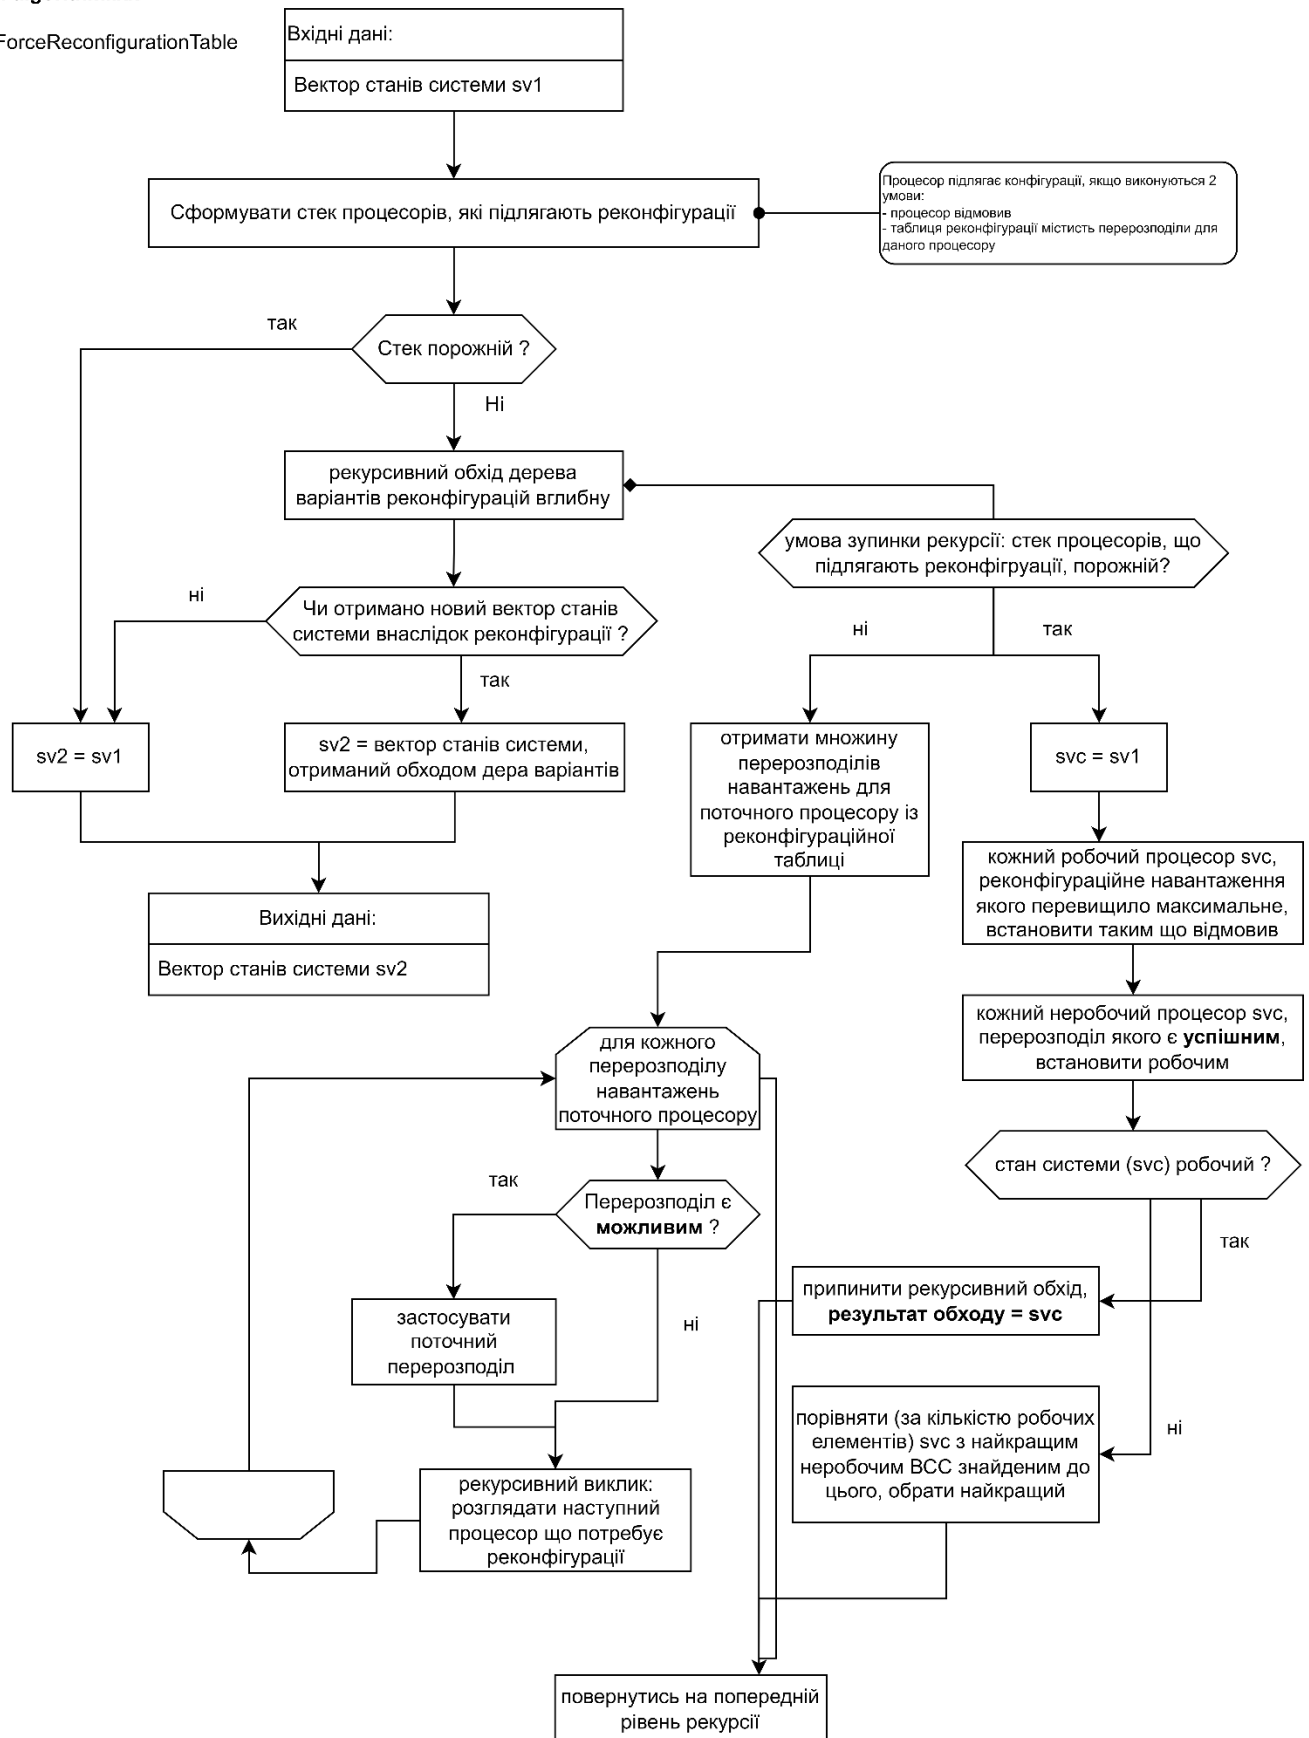 ForceReconfigurationTable
Вхідні дані:
Вектор станів системи sv1
Сформувати стек процесорів, які підлягають реконфігурації
Процесор підлягає конфігурації, якщо виконуються 2
умови:
- процесор відмовив
- таблиця реконфігурації містисть перерозподіли для
даного процесору
так
Стек порожній ?
Ні
рекурсивний обхід дерева
варіантів реконфігурацій вглибну
умова зупинки рекурсії: стек процесорів, що
підлягають реконфігруації, порожній?
ні
Чи отримано новий вектор станів
системи внаслідок реконфігурації ?
так
ні
так
sv2 = sv1
sv2 = вектор станів системи,
отриманий обходом дера варіантів
отримати множину
перерозподілів
навантажень для
поточного процесору із
реконфігураційної
таблиці
svc = sv1
кожний робочий процесор svc,
реконфігураційне навантаження
якого перевищило максимальне,
встановити таким що відмовив
Вихідні дані:
Вектор станів системи sv2
кожний неробочий процесор svc,
перерозподіл якого є успішним,
встановити робочим
для кожного
перерозподілу
навантажень
поточного процесору
стан системи (svc) робочий ?
так
Перерозподіл є
можливим ?
так
ні
припинити рекурсивний обхід,
результат обходу = svc
застосувати
поточний
перерозподіл
порівняти (за кількістю робочих
елементів) svc з найкращим
неробочим ВСС знайденим до
цього, обрати найкращий
ні
рекурсивний виклик:
розглядати наступний
процесор що потребує
реконфігурації
повернутись на попередній
рівень рекурсії